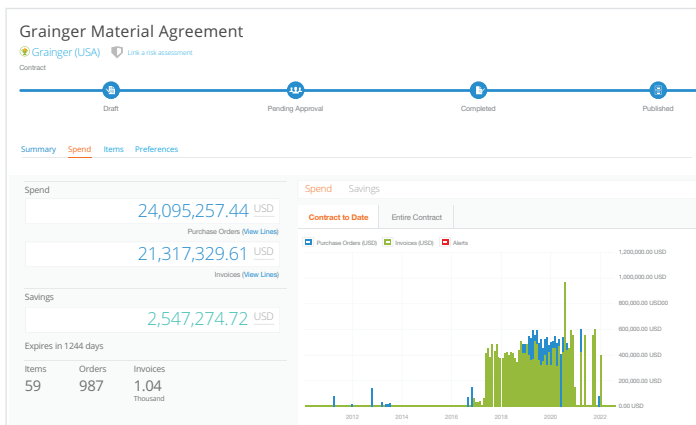 Grainger Material Agreement
Grainger (USA) Link a risk assessment
Contract
Draft Pending Approval Completed Published
Summary Spend Items Preferences
Spend
24,095,257.44 USD
Purchase Orders (View Lines)
21,317,329.61 USD
Invoices (View Lines)
Savings
2,547,274.72 USD
Expires in 1244 days
Items Orders Invoices
59 987 1.04
Thousand
Spend Savings
Contract to Date Entire Contract
Purchase Orders (USD) Invoices (USD) Alerts
1,200,000.00 USD
1,000,000.00 USD
800,000.00 USD00
600,000.00 USD
400,000.00 USD
200,000.00 USD
0.00 USD
2012 2014 2016 2018 2020 2022